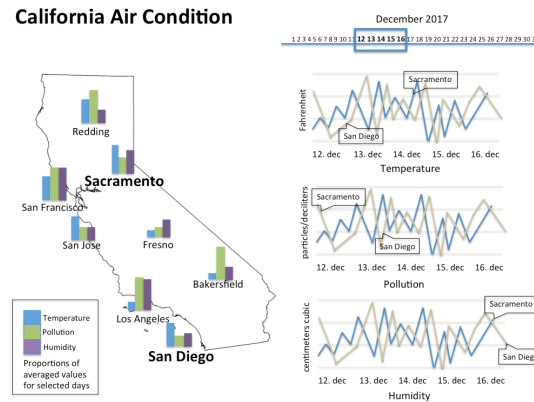 California Air Condition
December 2017
1 2 3 4 5 6 7 8 9 10 11 12 13 14 15 16 17 18 19 20 21 22 23 24 25 26 27 28 29 30 3
Redding
Sacramento
San Francisco
San Jose
Fresno
Bakersfield
Los Angeles
San Diego
Temperature
Pollution
Humidity
Proportions of
averaged values
for selected days
Fahrenheit
Sacramento
San Diego
12. dec 13. dec 14. dec 15. dec 16. dec
Temperature
particles/deciliters
Sacramento
San Diego
12. dec 13. dec 14. dec 15. dec 16. dec
Pollution
centimeters cubic
Sacramento
San Dieg
12. dec 13. dec 14. dec 15. dec 16. dec
Humidity